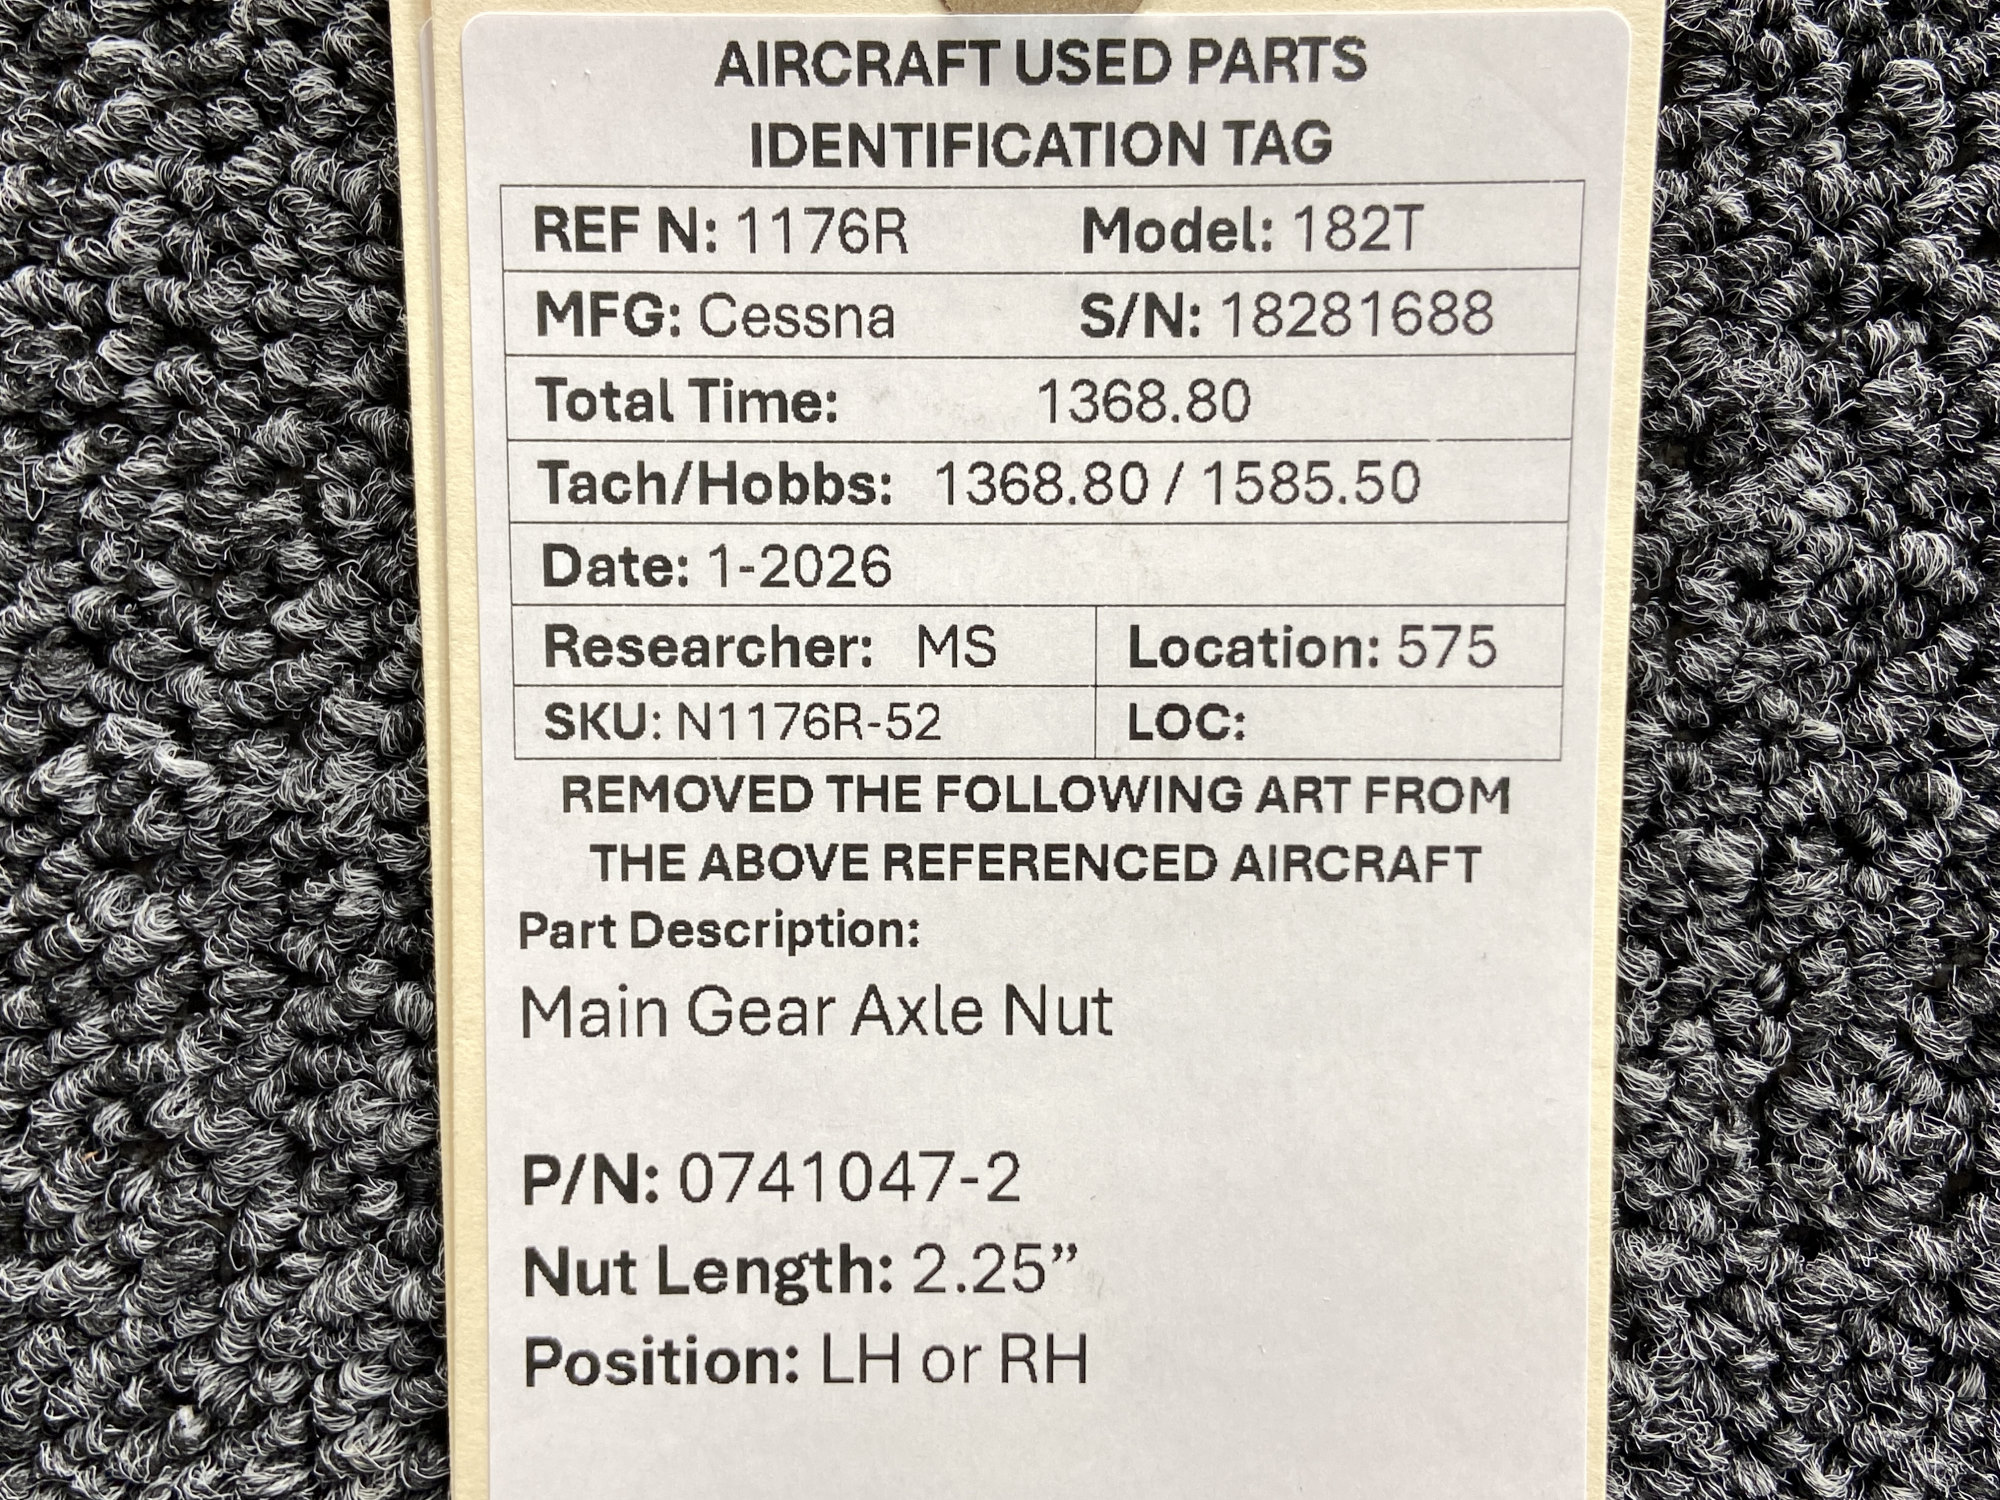 AIRCRAFT USED PARTS
IDENTIFICATION TAG
REF N: 1176R Model: 182T
MFG: Cessna S/N: 18281688
Total Time: 1368.80
Tach/Hobbs: 1368.80 / 1585.50
Date: 1-2026
Researcher: MS Location: 575
SKU: N1176R-52 LOC:
REMOVED THE FOLLOWING ART FROM
THE ABOVE REFERENCED AIRCRAFT
Part Description:
Main Gear Axle Nut
P/N: 0741047-2
Nut Length: 2.25”
Position: LH or RH